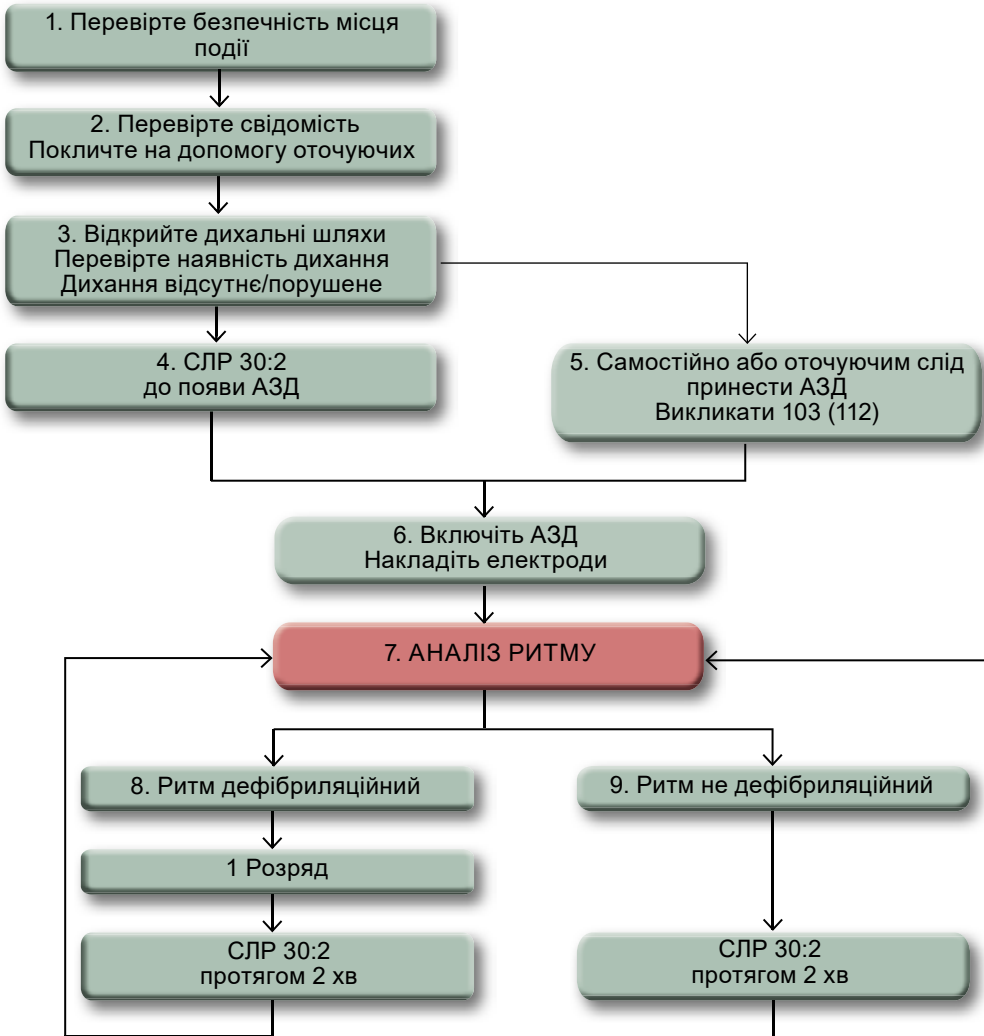 1. Перевірте безпечність місця
події
2. Перевірте свідомість
Покличте на допомогу оточуючих
3. Відкрийте дихальні шляхи
Перевірте наявність дихання
Дихання відсутнє/порушене
4. СЛР 30:2
до появи АЗД
5. Самостійно або оточуючим слід
принести АЗД
Викликати 103 (112)
6. Включіть АЗД
Накладіть електроди
7. АНАЛІЗ РИТМУ
8. Ритм дефібриляційний
9. Ритм не дефібриляційний
1 Розряд
СЛР 30:2
протягом 2 хв
СЛР 30:2
протягом 2 хв